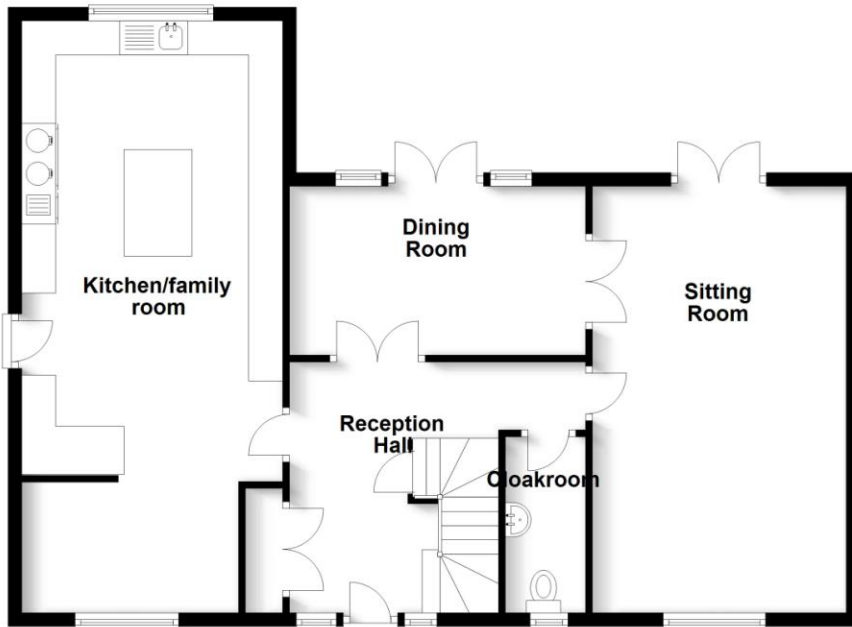 Dining
Room
Kitchen/family
room
Sitting
Room
Reception
Hall
Cloakroom